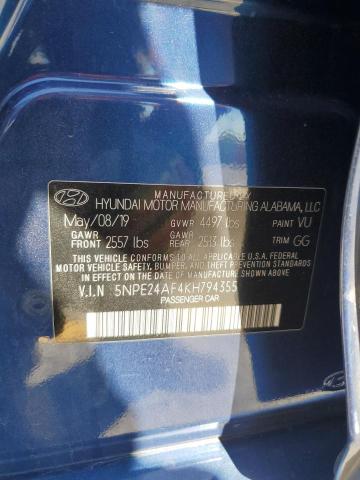 MANUFACTURED BY
HYUNDAI MOTOR MANUFACTURING ALABAMA, LLC
May/08/19 GVWR 4497 lbs PAINT VU
GAWR FRONT 2557 lbs GAWR REAR 2513 lbs TRIM GG
THIS VEHICLE CONFORMS TO ALL APPLICABLE U.S.A. FEDERAL
MOTOR VEHICLE SAFETY, BUMPER, AND THEFT PREVENTION STANDARDS
IN EFFECT ON THE DATE OF MANUFACTURE SHOWN ABOVE.
V.I.N : 5NPE24AF4KH794355
PASSENGER CAR